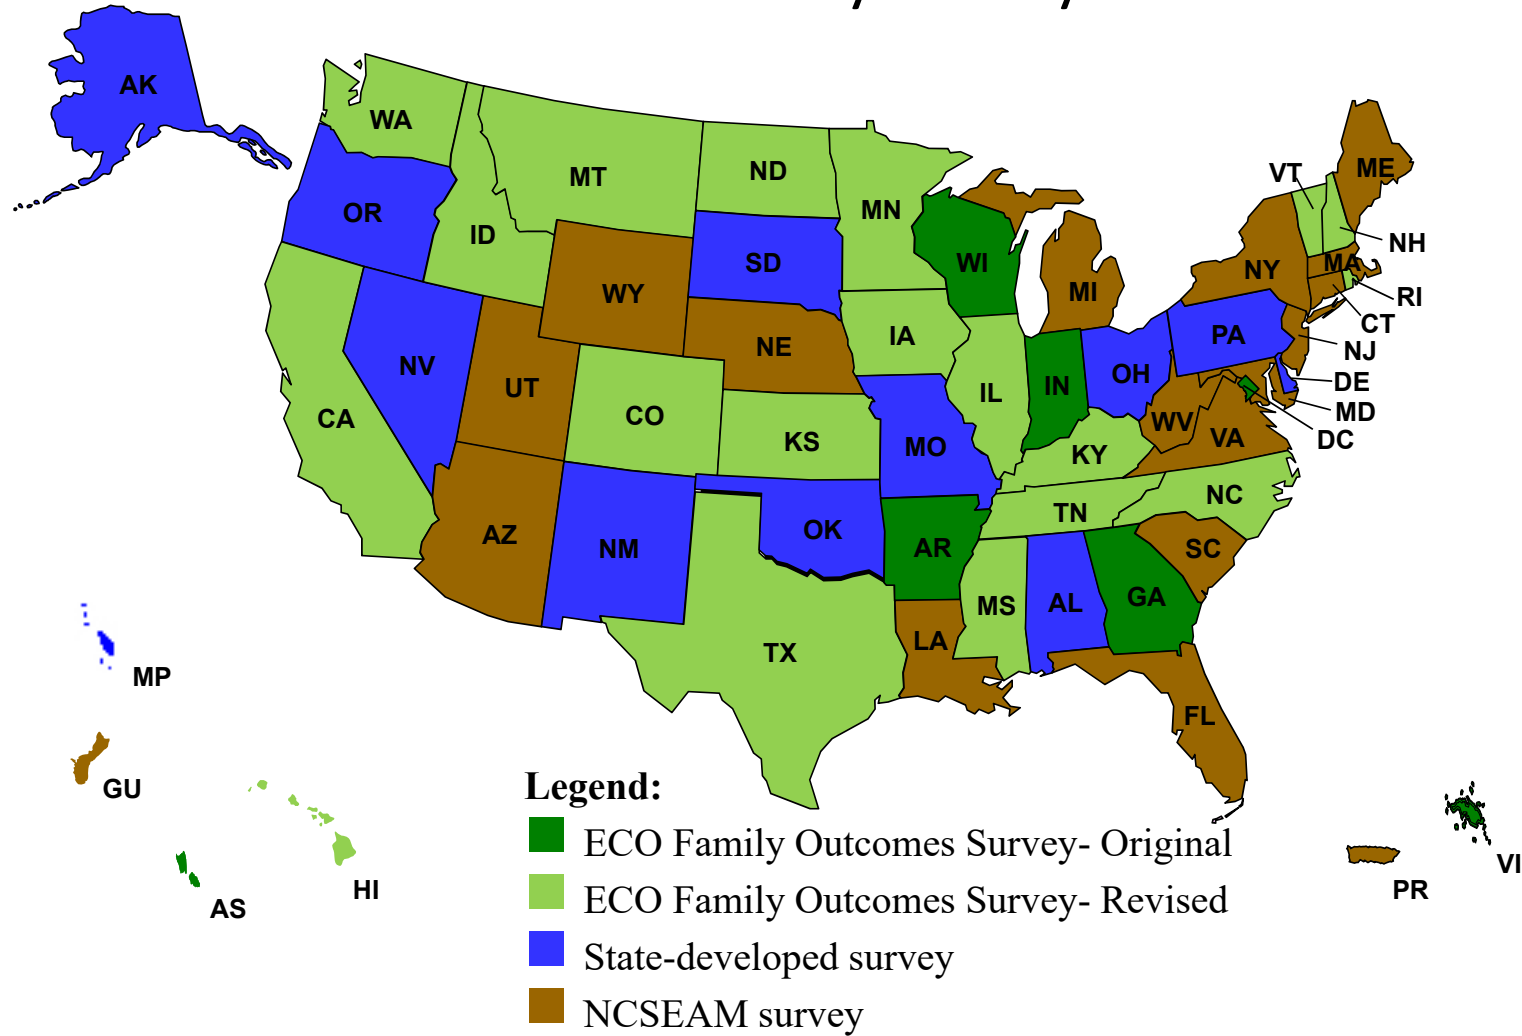 AK
WA
MT
ND
MN
VT
ME
OR
ID
SD
WI
NH
MI
NY
MA
RI
WY
CT
IA
PA
NJ
NE
NV
UT
CO
IL
IN
OH
DE
MD
CA
KS
MO
KY
WV
VA
DC
NC
TN
AZ
NM
OK
AR
SC
MS
AL
GA
LA
TX
FL
MP
GU
HI
AS
PR
VI
Legend:
ECO Family Outcomes Survey- Original
ECO Family Outcomes Survey- Revised
State-developed survey
NCSEAM survey